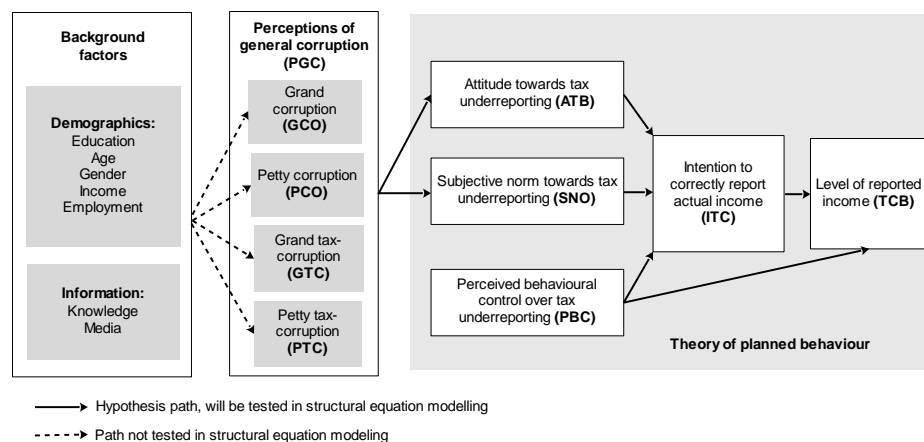 Background
factors
Demographics:
Education
Age
Gender
Income
Employment
Information:
Knowledge
Media
Perceptions of
general corruption
(PGC)
Grand
corruption
(GCO)
Petty corruption
(PCO)
Grand tax-
corruption
(GTC)
Petty tax-
corruption
(PTC)
Attitude towards tax
underreporting (ATB)
Subjective norm towards tax
underreporting (SNO)
Perceived behavioural
control over tax
underreporting (PBC)
Intention to
correctly report
actual income
(ITC)
Level of reported
income (TCB)
Theory of planned behaviour
Hypothesis path, will be tested in structural equation modelling
Path not tested in structural equation modeling